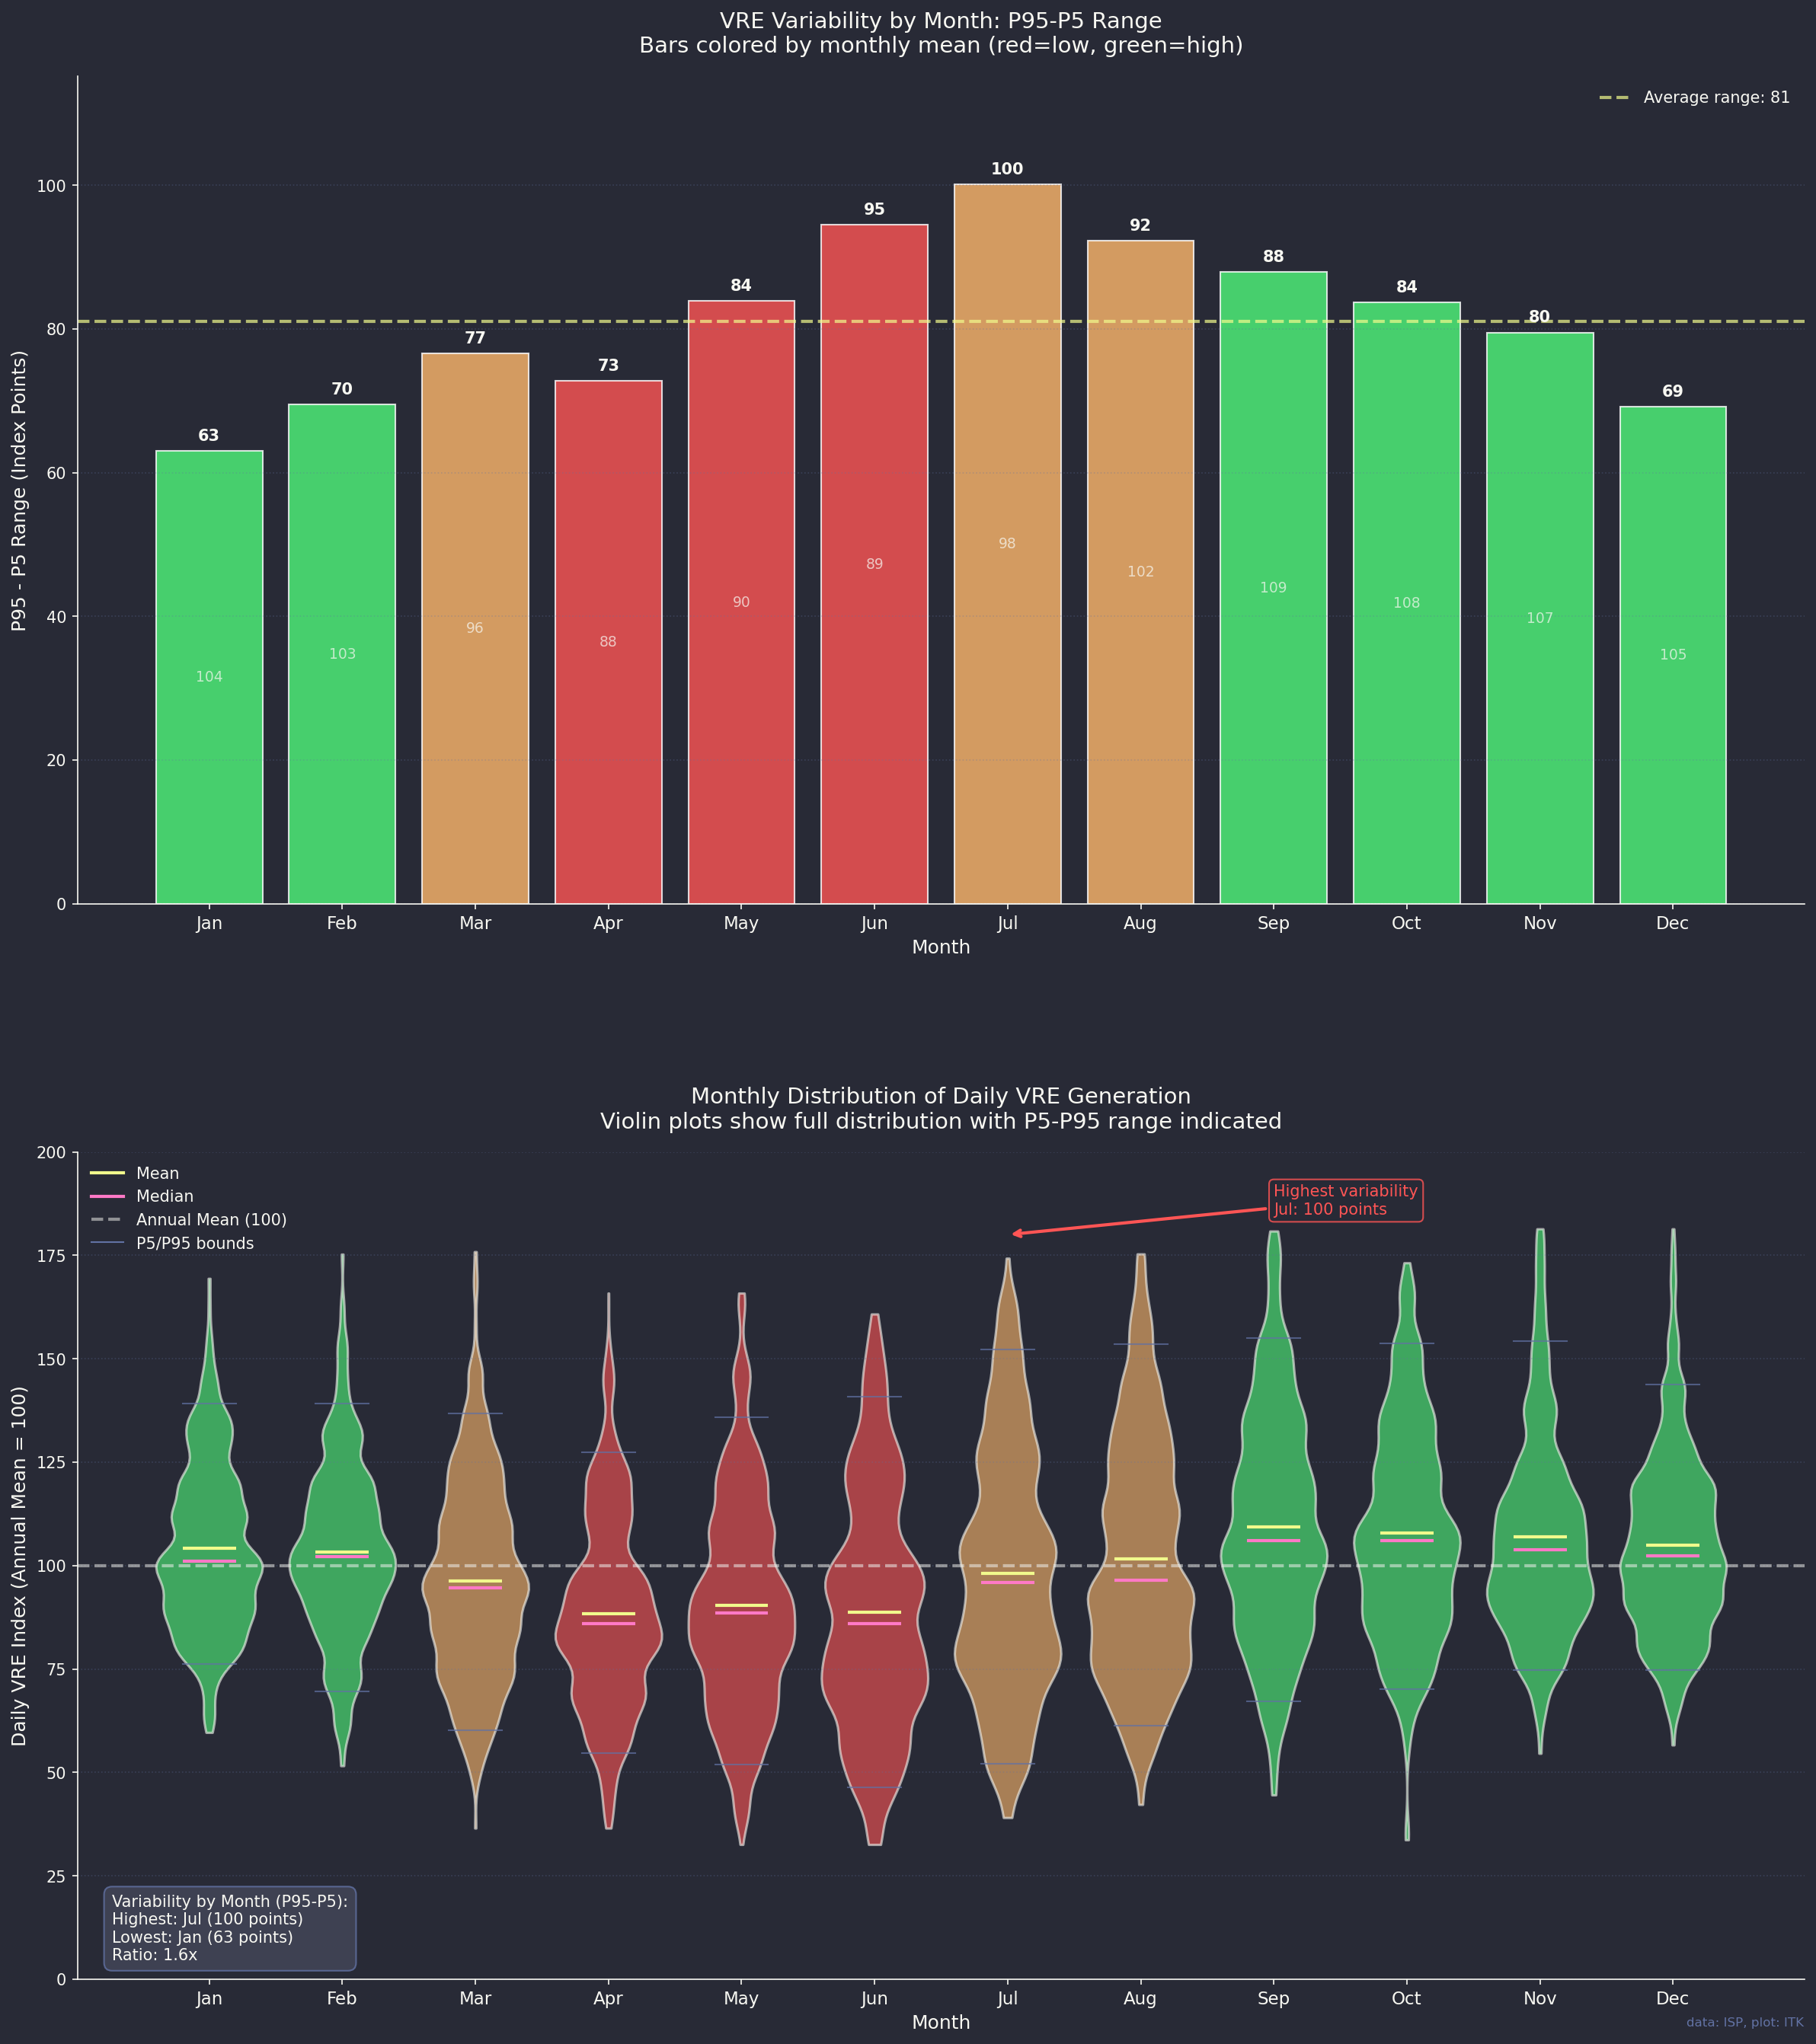 VRE Variability by Month: P95-P5 Range
Bars colored by monthly mean (red=low, green=high)
Average range: 81
P95 - P5 Range (Index Points)
100
80
60
40
20
0
63
70
77
73
84
95
100
92
88
84
80
69
104
103
96
88
90
89
98
102
109
108
107
105
Jan
Feb
Mar
Apr
May
Jun
Jul
Aug
Sep
Oct
Nov
Dec
Month
Monthly Distribution of Daily VRE Generation
Violin plots show full distribution with P5-P95 range indicated
Mean
Median
Annual Mean (100)
P5/P95 bounds
Highest variability
Jul: 100 points
Daily VRE Index (Annual Mean = 100)
200
175
150
125
100
75
50
25
0
Variability by Month (P95-P5):
Highest: Jul (100 points)
Lowest: Jan (63 points)
Ratio: 1.6x
Jan
Feb
Mar
Apr
May
Jun
Jul
Aug
Sep
Oct
Nov
Dec
Month
data: ISP, plot: ITK